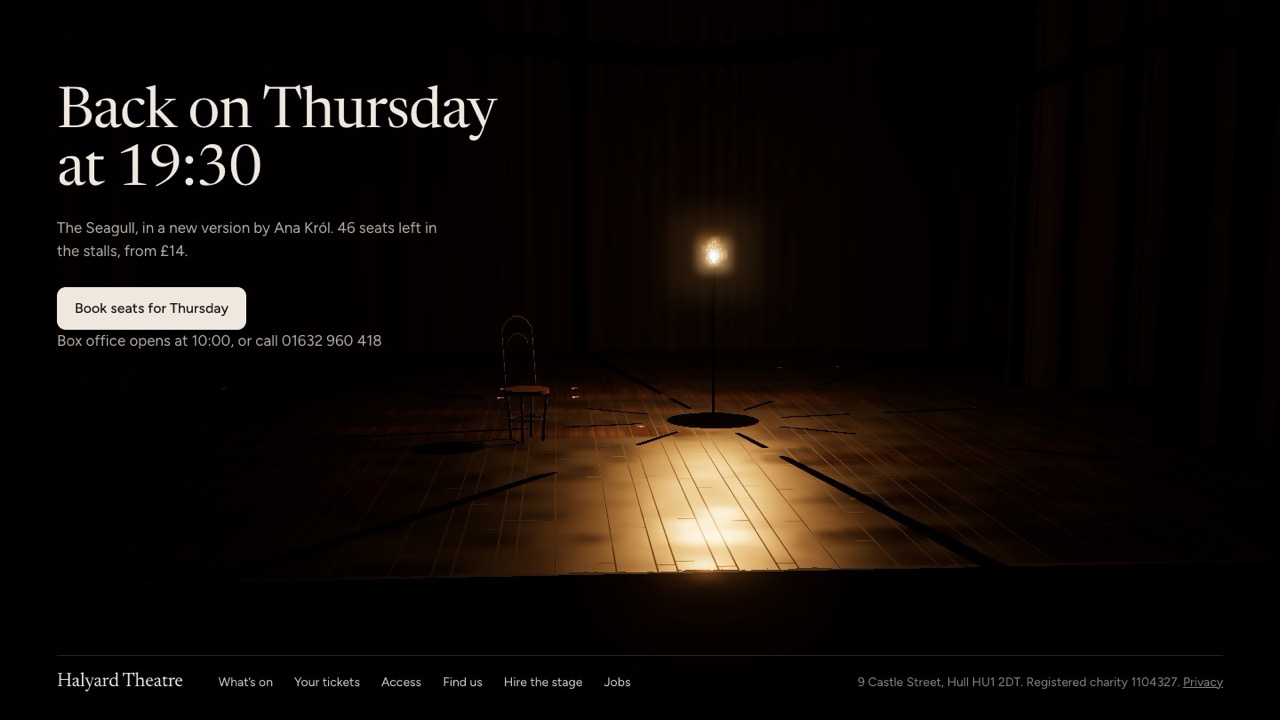 Back on Thursday
at 19:30
The Seagull, in a new version by Ana Król. 46 seats left in
the stalls, from £14.
Book seats for Thursday
Box office opens at 10:00, or call 01632 960 418
Halyard Theatre
What's on
Your tickets
Access
Find us
Hire the stage
Jobs
9 Castle Street, Hull HU1 2DT. Registered charity 1104327. Privacy